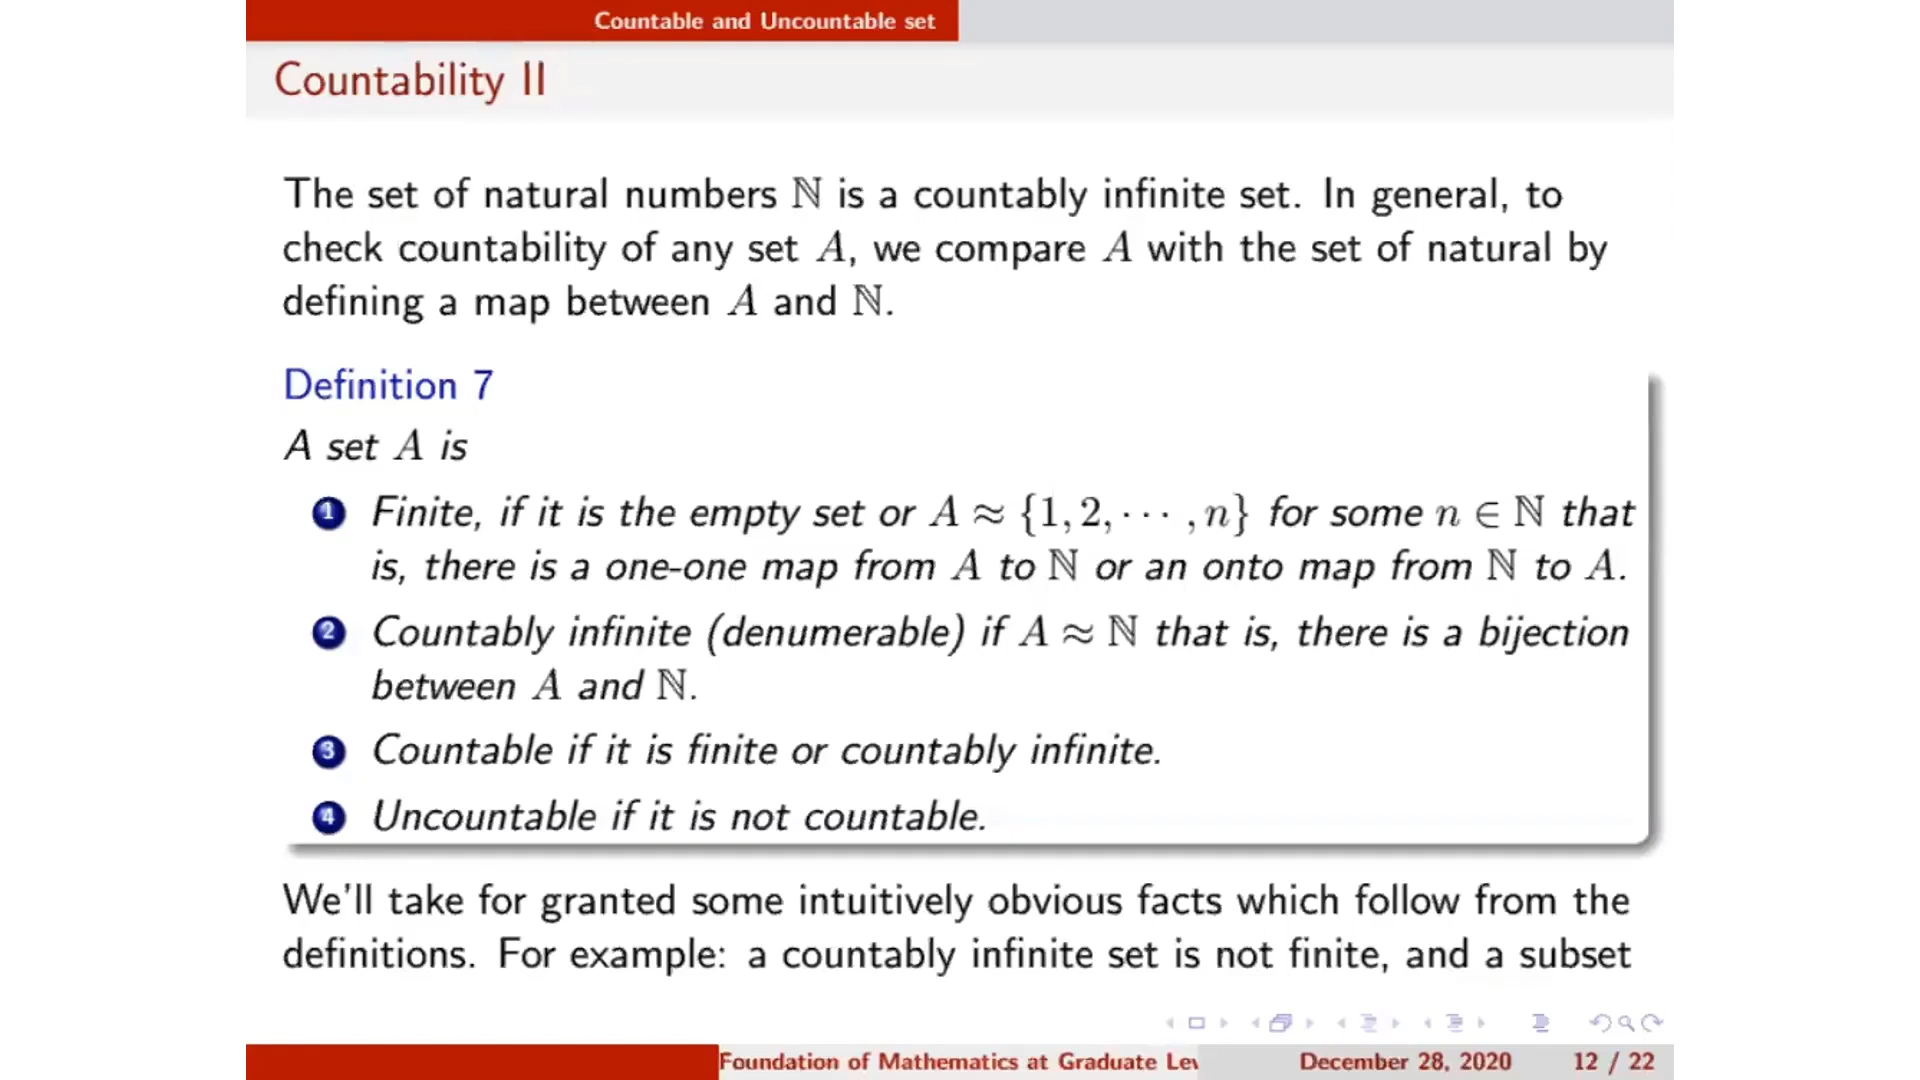 Countable and Uncountable set
Countability II
The set of natural numbers ℕ is a countably infinite set. In general, to
check countability of any set A, we compare A with the set of natural by
defining a map between A and ℕ.
Definition 7
A set A is
1 Finite, if it is the empty set or A ≈ {1, 2, ⋯ , n} for some n ∈ ℕ that
is, there is a one-one map from A to ℕ or an onto map from ℕ to A.
2 Countably infinite (denumerable) if A ≈ ℕ that is, there is a bijection
between A and ℕ.
3 Countable if it is finite or countably infinite.
4 Uncountable if it is not countable.
We'll take for granted some intuitively obvious facts which follow from the
definitions. For example: a countably infinite set is not finite, and a subset
Foundation of Mathematics at Graduate Lev December 28, 2020 12 / 22